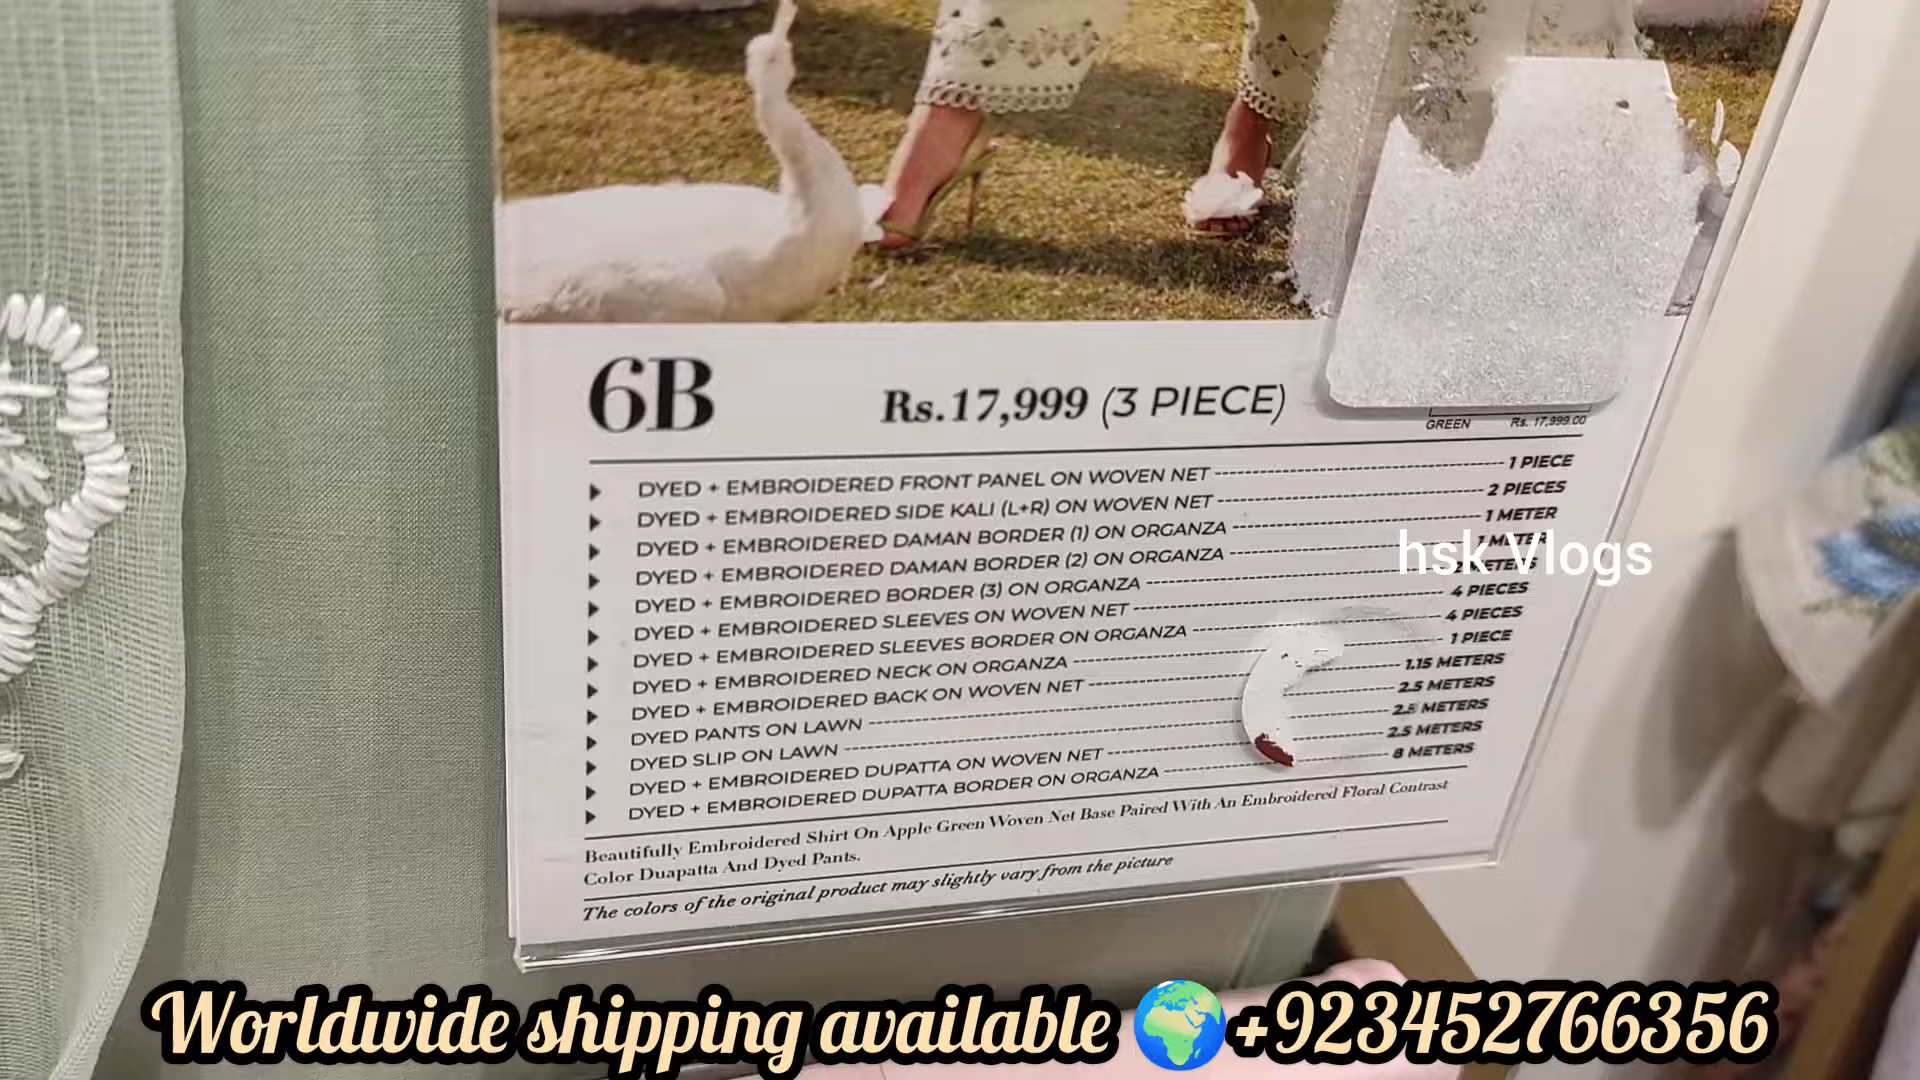 6B
Rs.17,999 (3 PIECE)
GREEN Rs. 17,999.00
DYED + EMBROIDERED FRONT PANEL ON WOVEN NET 1 PIECE
DYED + EMBROIDERED SIDE KALI (L+R) ON WOVEN NET 2 PIECES
DYED + EMBROIDERED DAMAN BORDER (1) ON ORGANZA 1 METER
DYED + EMBROIDERED DAMAN BORDER (2) ON ORGANZA 1 METER
DYED + EMBROIDERED BORDER (3) ON ORGANZA 2 METERS
DYED + EMBROIDERED SLEEVES ON WOVEN NET 4 PIECES
DYED + EMBROIDERED SLEEVES BORDER ON ORGANZA 4 PIECES
DYED + EMBROIDERED NECK ON ORGANZA 1 PIECE
DYED + EMBROIDERED BACK ON WOVEN NET 1.15 METERS
DYED PANTS ON LAWN 2.5 METERS
DYED SLIP ON LAWN METERS
DYED + EMBROIDERED DUPATTA ON WOVEN NET 2.5 METERS
DYED + EMBROIDERED DUPATTA BORDER ON ORGANZA 8 METERS
hsk Vlogs
Beautifully Embroidered Shirt On Apple Green Woven Net Base Paired With An Embroidered Floral Contrast
Color Duapatta And Dyed Pants.
The colors of the original product may slightly vary from the picture
Worldwide shipping available 🌍+923452766356